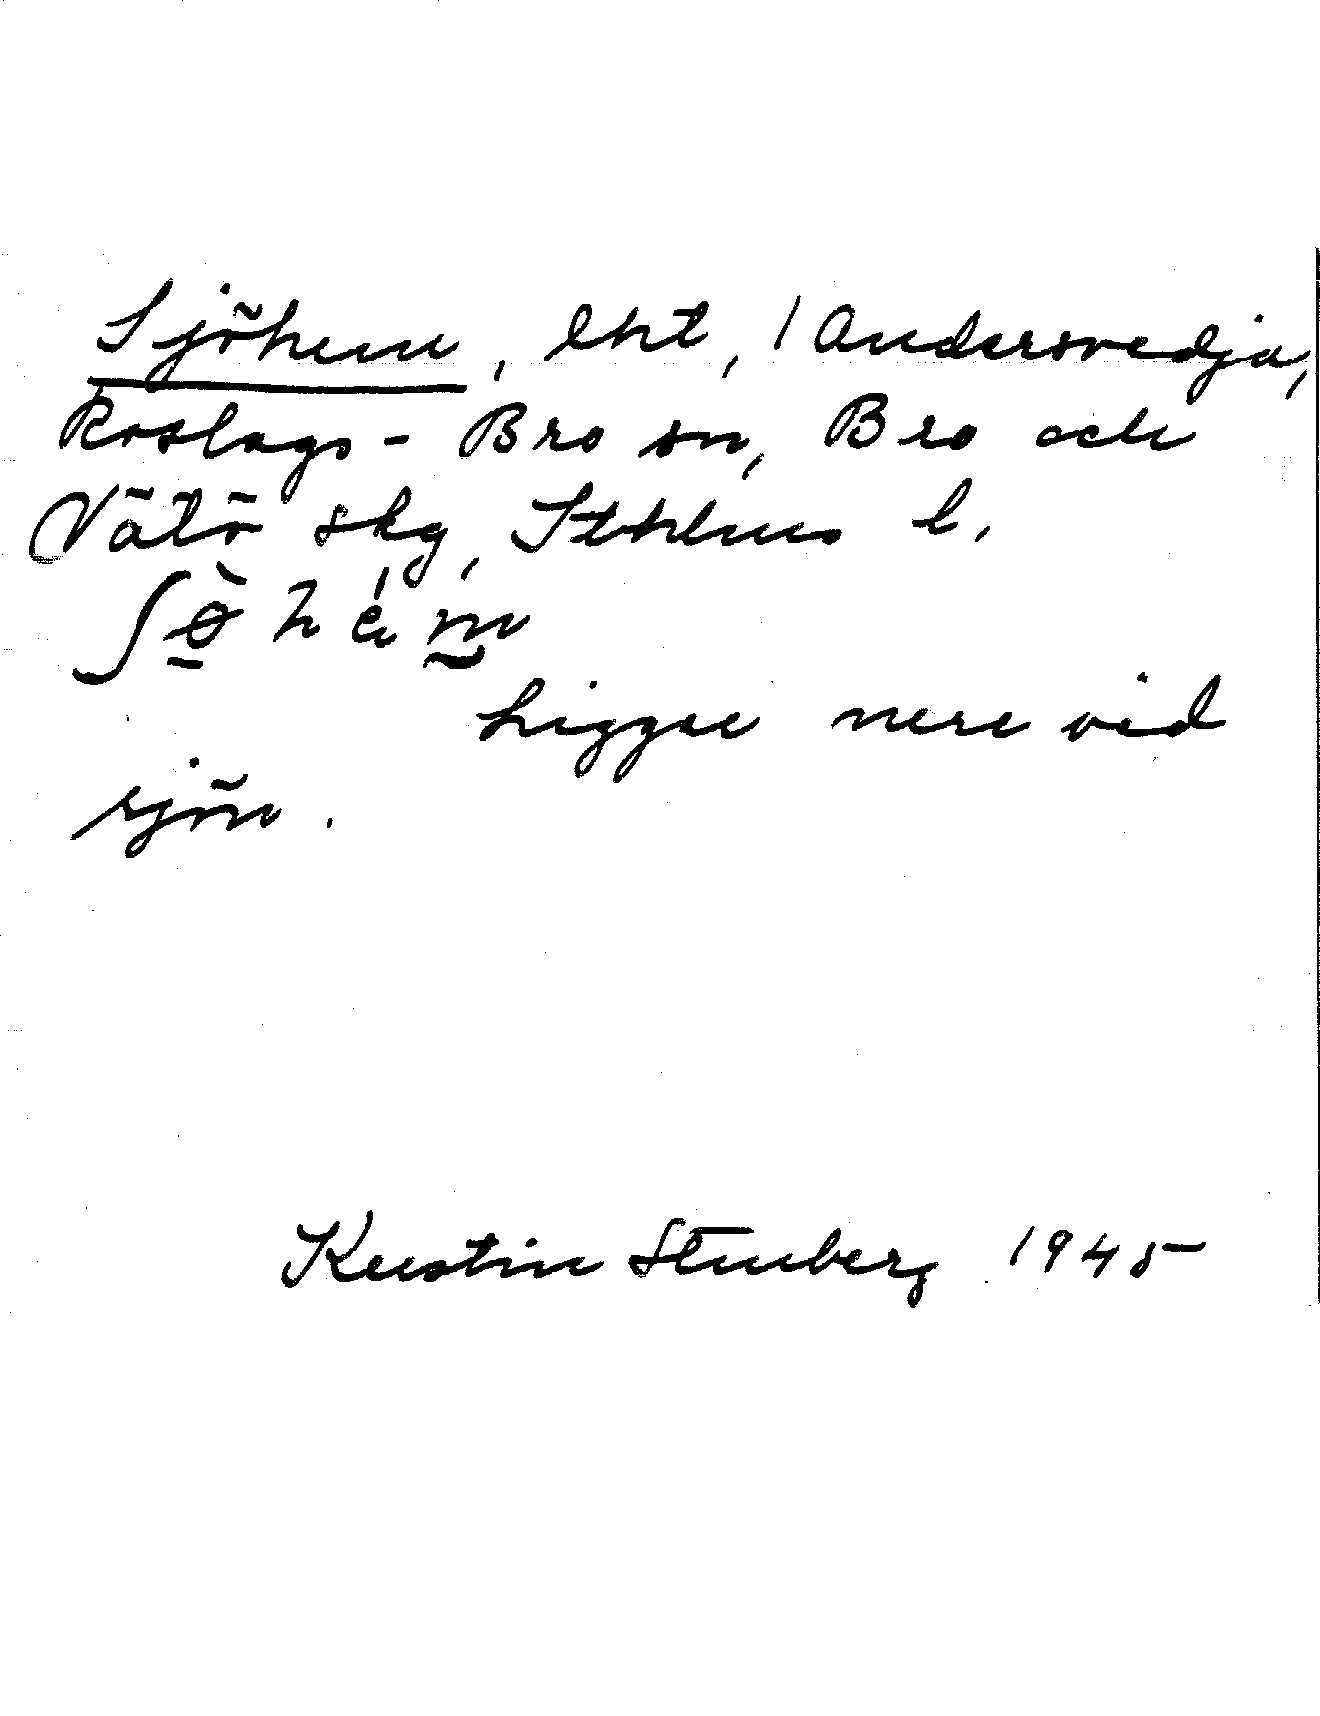 Sjöhem, lht, 1 Andersvedja,
Roslags-Bro sn, Bro och
Vätö skg, Sthlms l.
ʃø̀hém
Ligger nere vid
sjön.
Kerstin Stenberg 1945